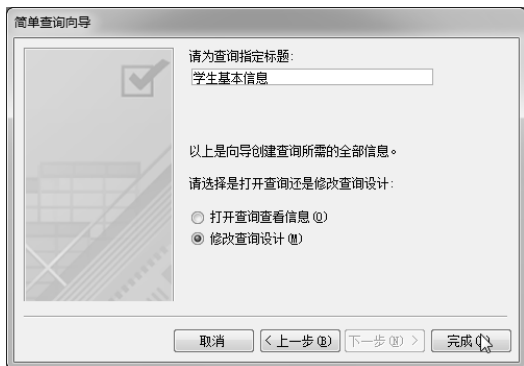 简单查询向导
请为查询指定标题:
学生基本信息
以上是向导创建查询所需的全部信息。
请选择是打开查询还是修改查询设计:
打开查询查看信息(O)
修改查询设计(M)
取消 < 上一步(B) 下一步(N) > 完成(